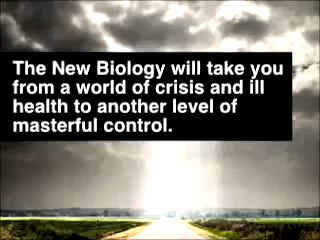 The New Biology will take you
from a world of crisis and ill
health to another level of
masterful control.